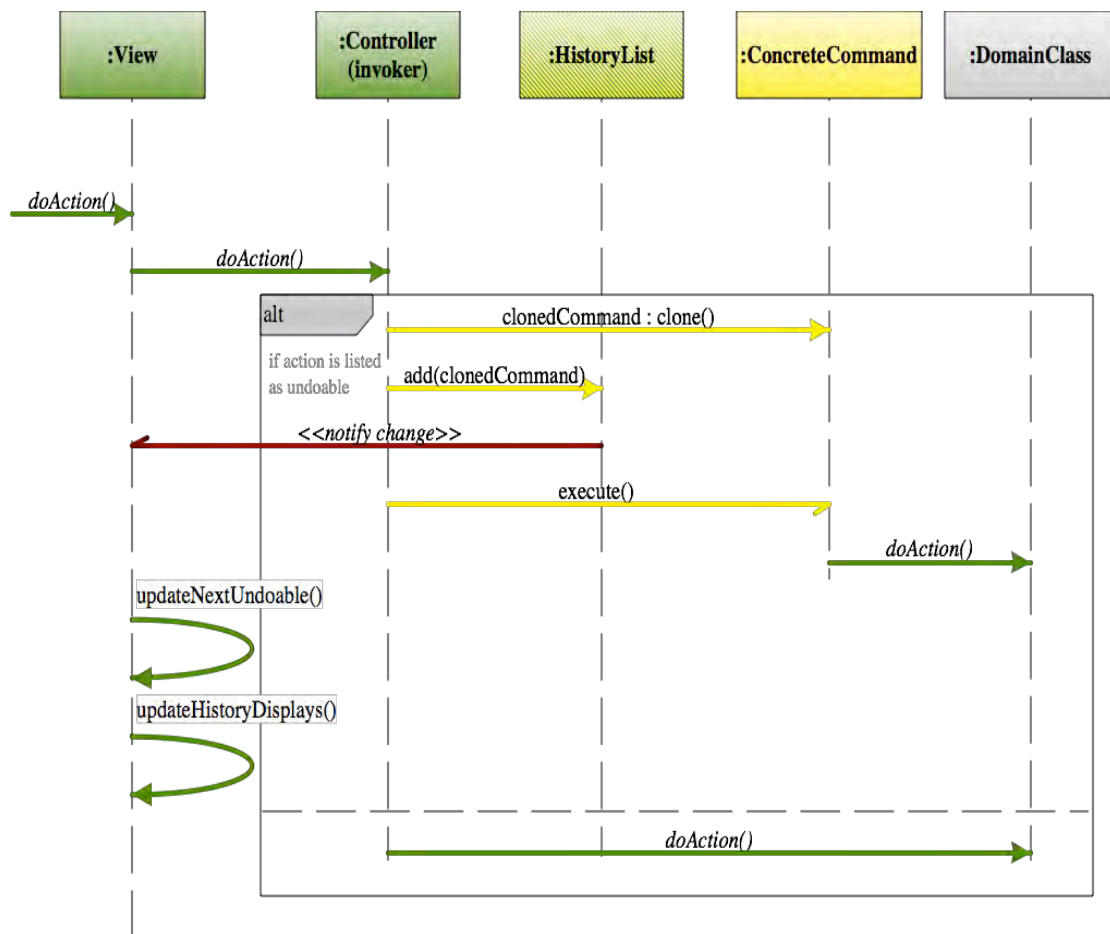 :View
:Controller
(invoker)
:HistoryList
:ConcreteCommand
:DomainClass
doAction()
doAction()
alt
clonedCommand : clone()
if action is listed
as undoable
add(clonedCommand)
<<notify change>>
execute()
doAction()
updateNextUndoable()
updateHistoryDisplays()
doAction()